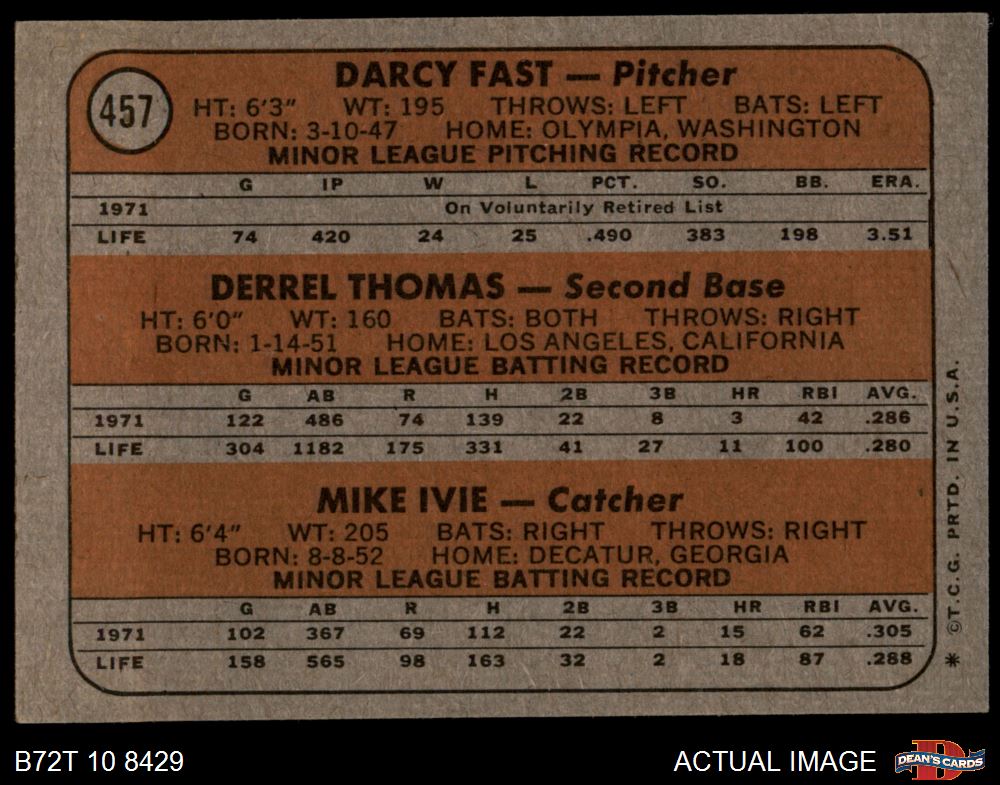 457
DARCY FAST — Pitcher
HT: 6'3" WT: 195 THROWS: LEFT BATS: LEFT
BORN: 3-10-47 HOME: OLYMPIA, WASHINGTON
MINOR LEAGUE PITCHING RECORD
G IP W L PCT. SO. BB. ERA.
1971 On Voluntarily Retired List
LIFE 74 420 24 25 .490 383 198 3.51
DERREL THOMAS — Second Base
HT: 6'0" WT: 160 BATS: BOTH THROWS: RIGHT
BORN: 1-14-51 HOME: LOS ANGELES, CALIFORNIA
MINOR LEAGUE BATTING RECORD
G AB R H 2B 3B HR RBI AVG.
1971 122 486 74 139 22 8 3 42 .286
LIFE 304 1182 175 331 41 27 11 100 .280
MIKE IVIE — Catcher
HT: 6'4" WT: 205 BATS: RIGHT THROWS: RIGHT
BORN: 8-8-52 HOME: DECATUR, GEORGIA
MINOR LEAGUE BATTING RECORD
G AB R H 2B 3B HR RBI AVG.
1971 102 367 69 112 22 2 15 62 .305
LIFE 158 565 98 163 32 2 18 87 .288
* ©T.C.G. PRTD. IN U.S.A.
B72T 10 8429 ACTUAL IMAGE
D
DEAN'S CARDS